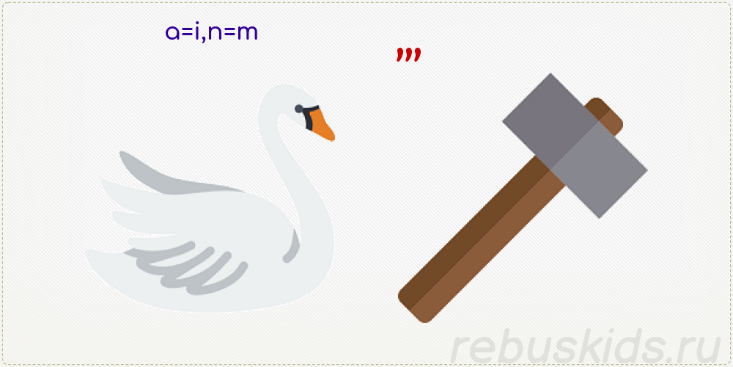 a=i,n=m
,,,
rebuskids.ru